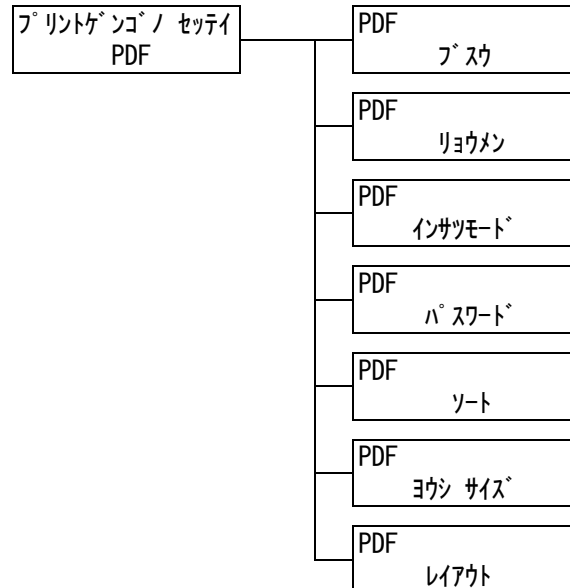 プリントゲンゴノ セッテイ
PDF
PDF
ブスウ
PDF
リョウメン
PDF
インサツモード
PDF
パスワード
PDF
ソート
PDF
ヨウシ サイズ
PDF
レイアウト